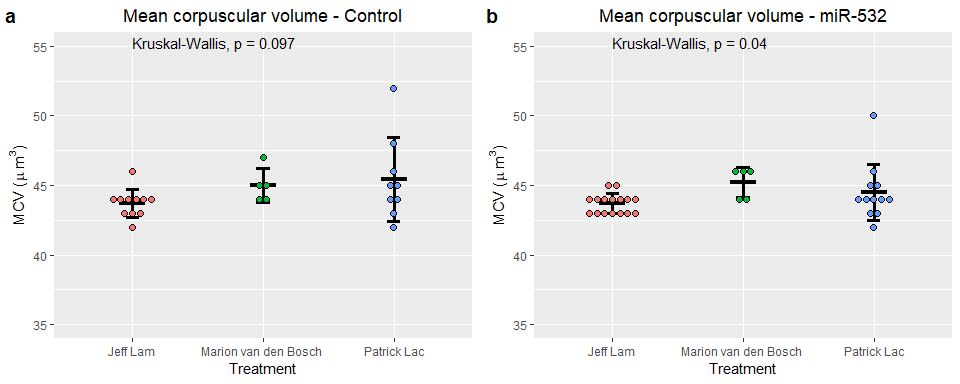 a
Mean corpuscular volume - Control
Kruskal-Wallis, p = 0.097
MCV (μm³)
55
50
45
40
35
Jeff Lam
Marion van den Bosch
Patrick Lac
Treatment
b
Mean corpuscular volume - miR-532
Kruskal-Wallis, p = 0.04
MCV (μm³)
55
50
45
40
35
Jeff Lam
Marion van den Bosch
Patrick Lac
Treatment